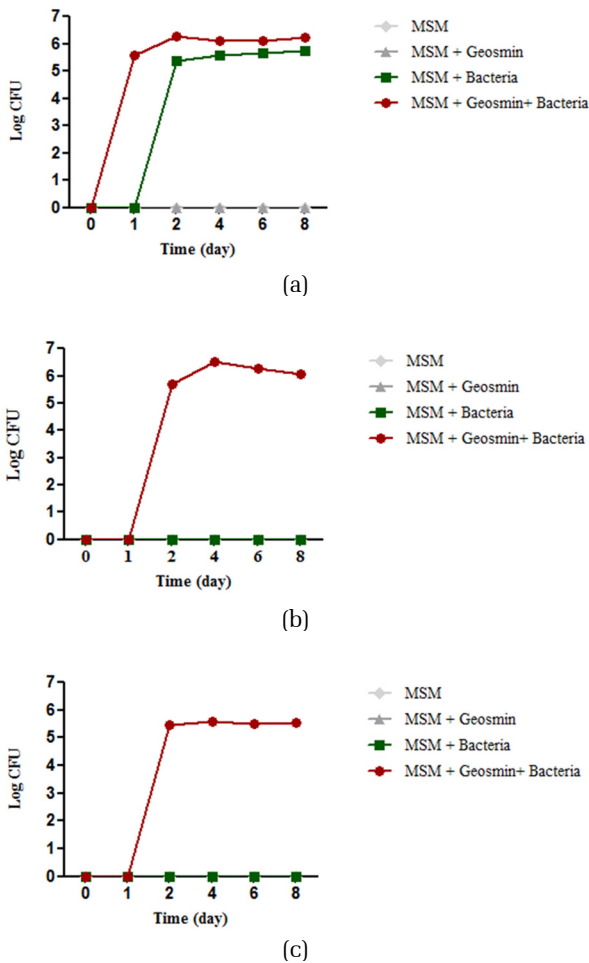 7
6
5
4
3
2
1
0
Log CFU
0 1 2 4 6 8
Time (day)
MSM
MSM + Geosmin
MSM + Bacteria
MSM + Geosmin+ Bacteria
(a)
7
6
5
4
3
2
1
0
Log CFU
0 1 2 4 6 8
Time (day)
MSM
MSM + Geosmin
MSM + Bacteria
MSM + Geosmin+ Bacteria
(b)
7
6
5
4
3
2
1
0
Log CFU
0 1 2 4 6 8
Time (day)
MSM
MSM + Geosmin
MSM + Bacteria
MSM + Geosmin+ Bacteria
(c)